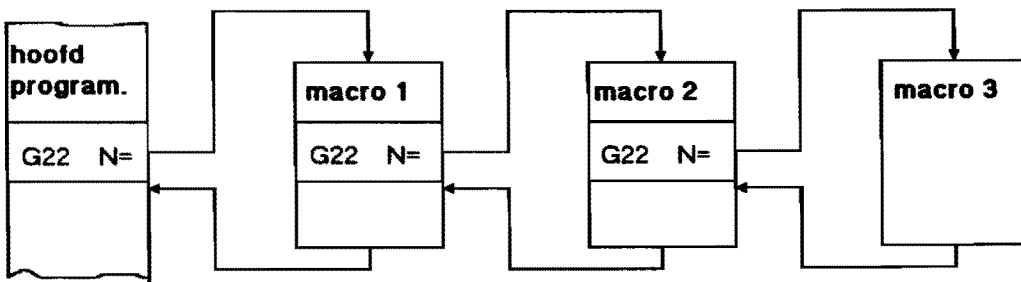 hoofd
program.
G22 N=
macro 1
G22 N=
macro 2
G22 N=
macro 3